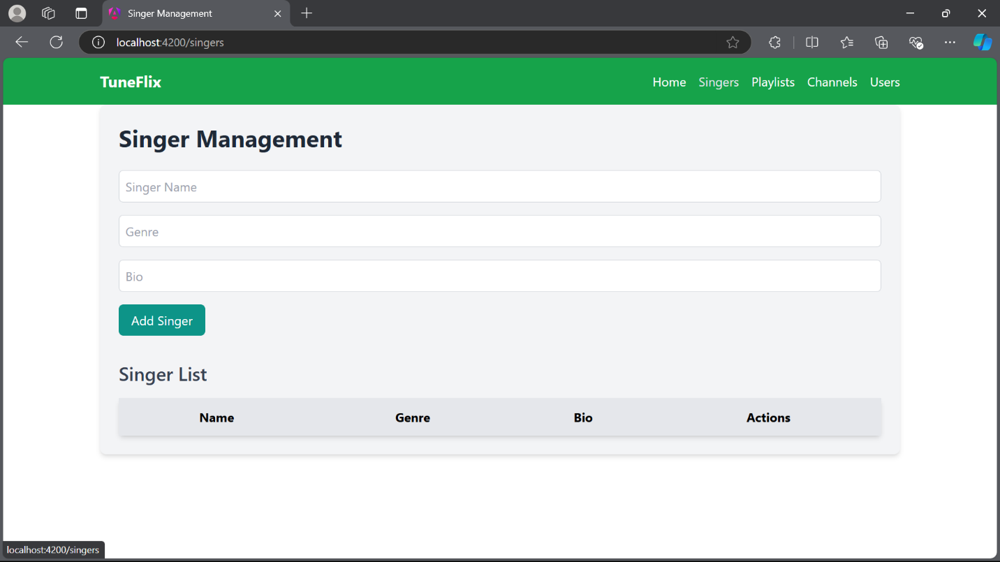 Singer Management
localhost:4200/singers
TuneFlix Home Singers Playlists Channels Users
Singer Management
Singer Name
Genre
Bio
Add Singer
Singer List
Name Genre Bio Actions
localhost:4200/singers